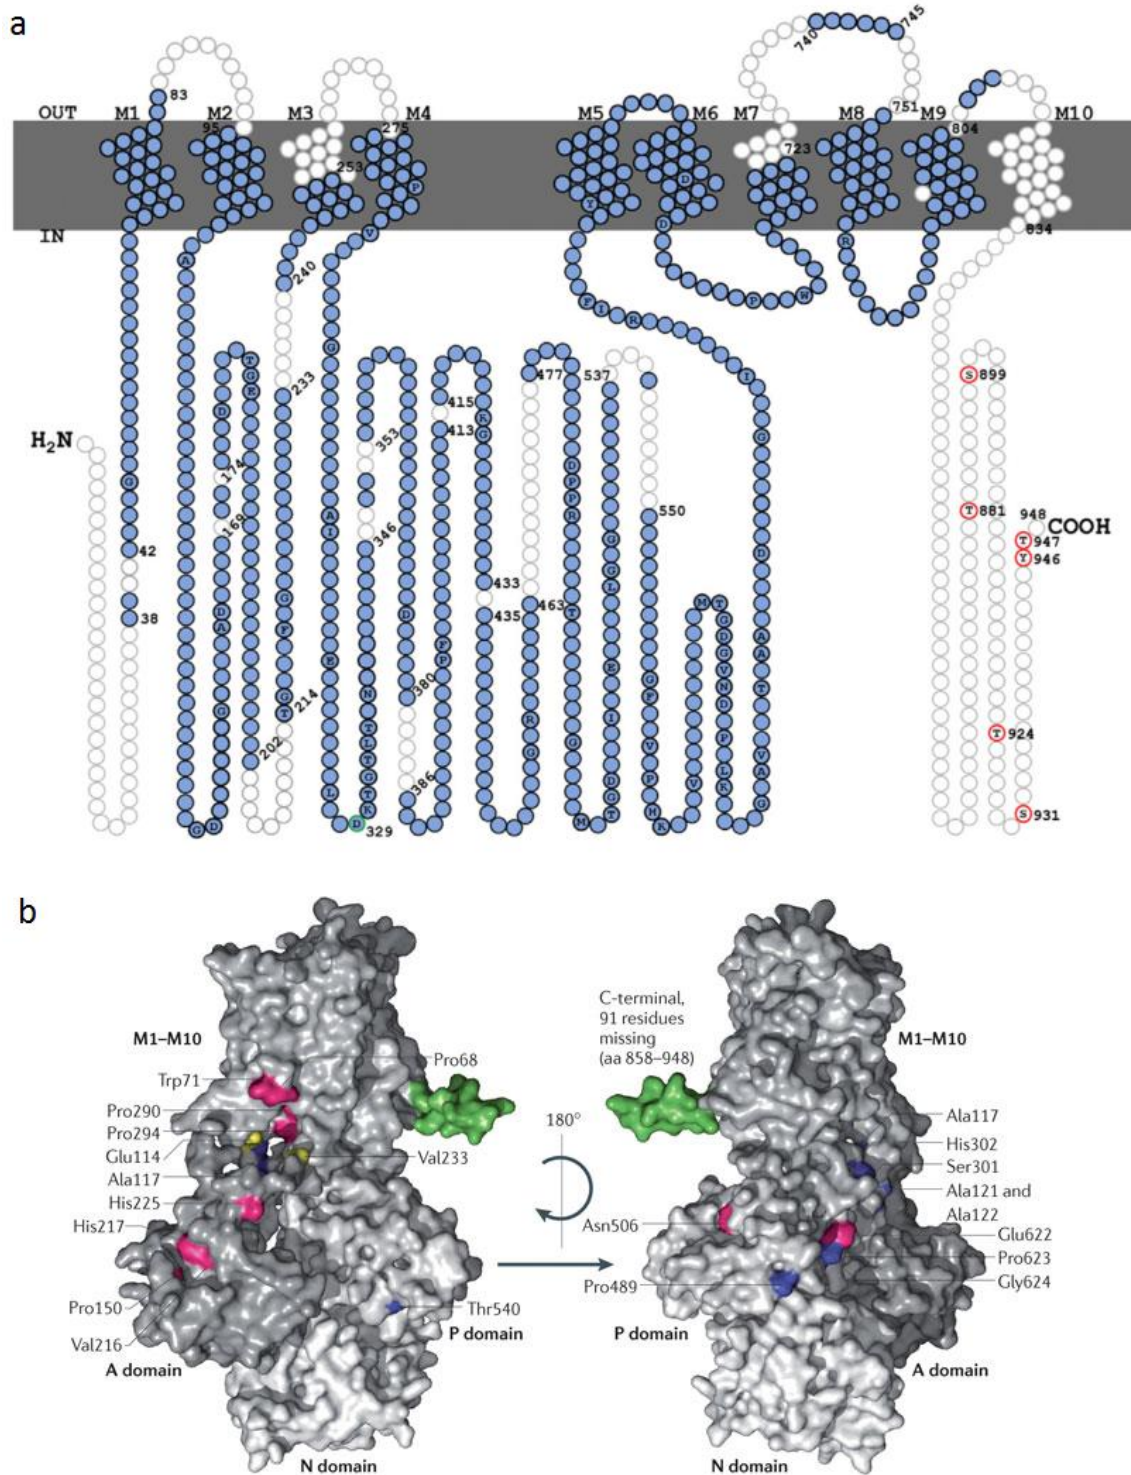 a
OUT
M1
M2
M3
M4
M5
M6
M7
M8
M9
M10
IN
83
95
253
275
740
745
751
723
804
834
P
V
Y
D
D
R
A
240
F I R
P W
I
G
G
T
G
E
D
233
174
169
H₂N
G
42
38
353
346
415
413
K
G
477
537
D
P
P
R
550
S 899
T 881
948
COOH
T 947
Y 946
A
I
D
A
G
G
F
G
T
214
202
E
N
T
L
T
G
T
K
D
380
386
F
P
433
435
463
T
R
G
G
G
L
E
I
D
G
T
M
G
F
V
P
H
K
V
M T
G
D
G
V
N
D
P
L
K
D
A
A
T
V
A
G
T 924
S 931
G D
L
D 329
b
C-terminal,
91 residues
missing
(aa 858–948)
M1–M10
M1–M10
Pro68
Trp71
Pro290
Pro294
Glu114
Ala117
His225
His217
Pro150
Val216
A domain
Val233
Thr540
P domain
N domain
180°
Ala117
His302
Ser301
Ala121 and
Ala122
Glu622
Pro623
Gly624
Asn506
Pro489
P domain
A domain
N domain